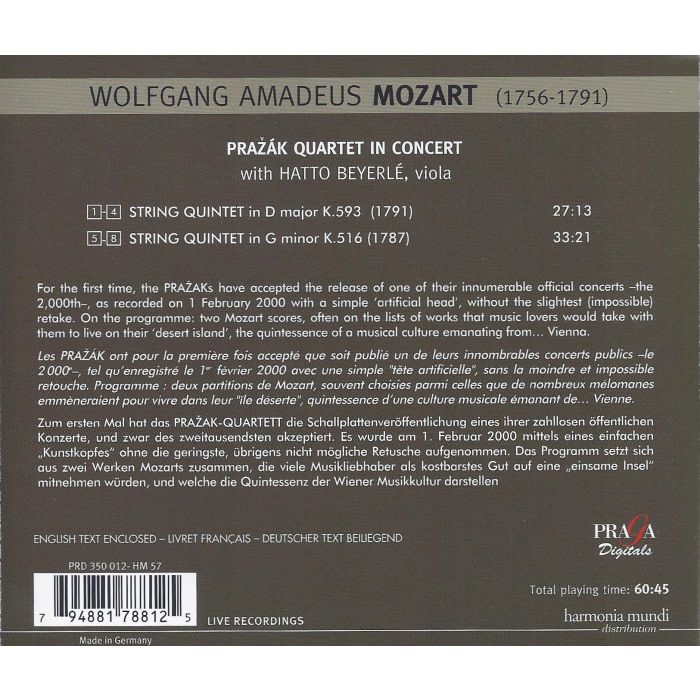 WOLFGANG AMADEUS MOZART (1756-1791)
PRAŽÁK QUARTET IN CONCERT
with HATTO BEYERLÉ, viola
1-4 STRING QUINTET in D major K.593 (1791) 27:13
5-8 STRING QUINTET in G minor K.516 (1787) 33:21
For the first time, the PRAŽAKs have accepted the release of one of their innumerable official concerts –the
2,000th–, as recorded on 1 February 2000 with a simple 'artificial head', without the slightest (impossible)
retake. On the programme: two Mozart scores, often on the lists of works that music lovers would take with
them to live on their 'desert island', the quintessence of a musical culture emanating from... Vienna.
Les PRAŽÁK ont pour la première fois accepté que soit publié un de leurs innombrables concerts publics –le
2 000e–, tel qu'enregistré le 1er février 2000 avec une simple "tête artificielle", sans la moindre et impossible
retouche. Programme : deux partitions de Mozart, souvent choisies parmi celles que de nombreux mélomanes
emmèneraient pour vivre dans leur "île déserte", quintessence d'une culture musicale émanant de... Vienne.
Zum ersten Mal hat das PRAŽAK-QUARTETT die Schallplattenveröffentlichung eines ihrer zahllosen öffentlichen
Konzerte, und zwar des zweitausendsten akzeptiert. Es wurde am 1. Februar 2000 mittels eines einfachen
„Kunstkopfes" ohne die geringste, übrigens nicht mögliche Retusche aufgenommen. Das Programm setzt sich
aus zwei Werken Mozarts zusammen, die viele Musikliebhaber als kostbarstes Gut auf eine „einsame Insel"
mitnehmen würden, und welche die Quintessenz der Wiener Musikkultur darstellen
ENGLISH TEXT ENCLOSED – LIVRET FRANÇAIS – DEUTSCHER TEXT BEILIEGEND
PRAGA
Digitals
PRD 350 012- HM 57
Total playing time: 60:45
7 94881 78812 5
LIVE RECORDINGS
harmonia mundi
distribution
Made in Germany